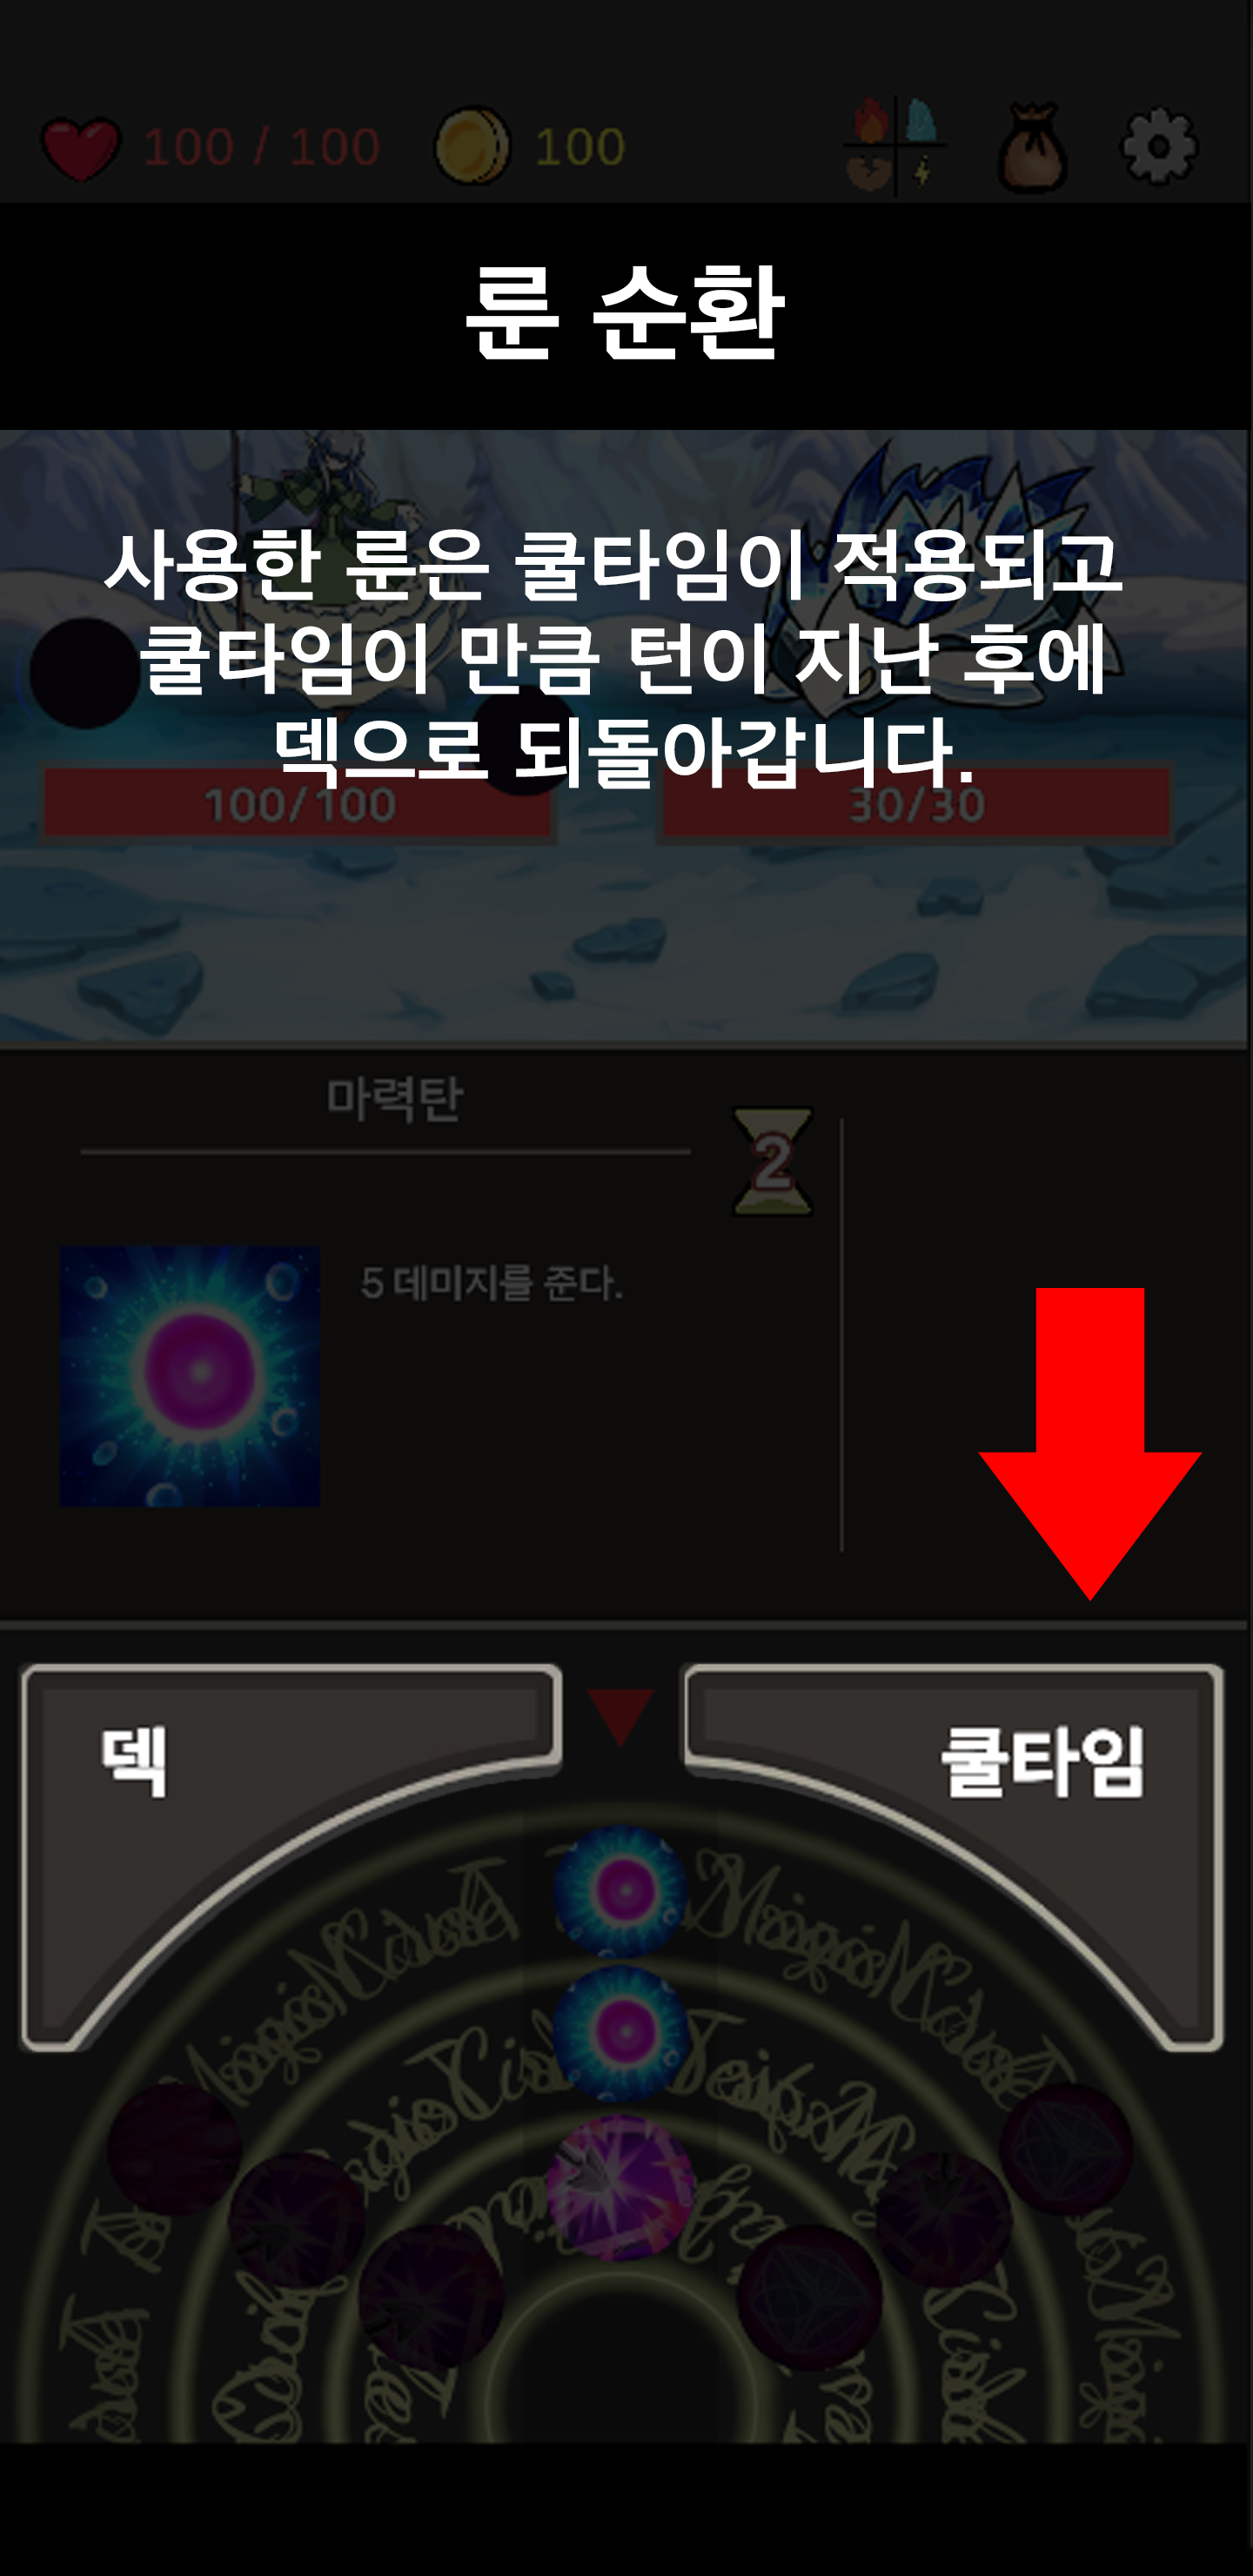 100 / 100
100
룬 순환
사용한 룬은 쿨타임이 적용되고
쿨타임이 만큼 턴이 지난 후에
덱으로 되돌아갑니다.
100/100
30/30
마력탄
2
5 데미지를 준다.
덱
쿨타임